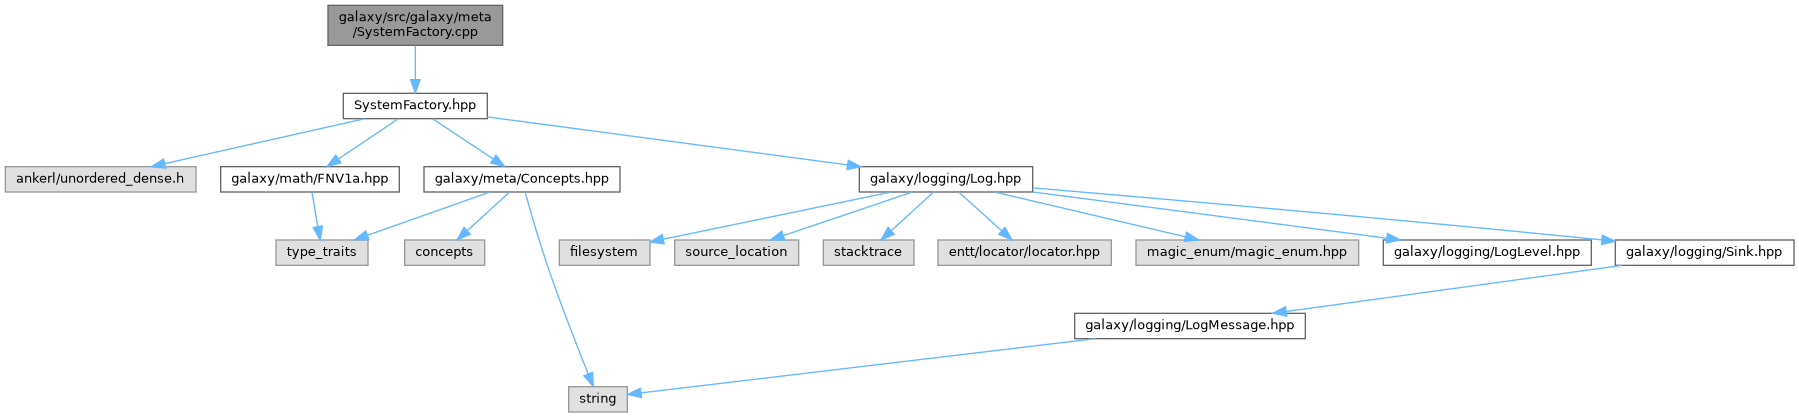 galaxy/src/galaxy/meta
/SystemFactory.cpp
SystemFactory.hpp
ankerl/unordered_dense.h
galaxy/math/FNV1a.hpp
galaxy/meta/Concepts.hpp
galaxy/logging/Log.hpp
type_traits
concepts
filesystem
source_location
stacktrace
entt/locator/locator.hpp
magic_enum/magic_enum.hpp
galaxy/logging/LogLevel.hpp
galaxy/logging/Sink.hpp
galaxy/logging/LogMessage.hpp
string